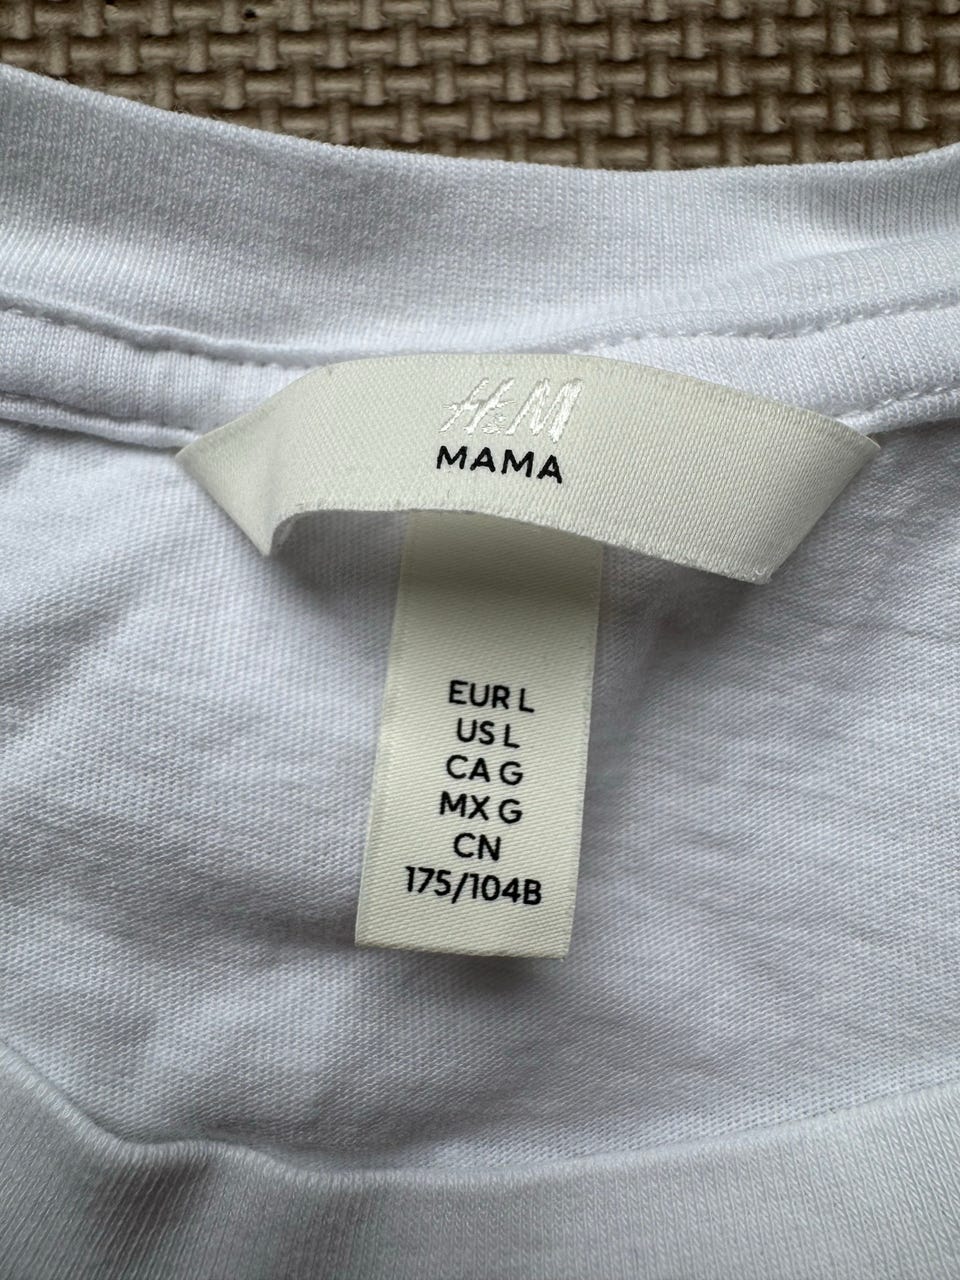 H&M
MAMA
EUR L
US L
CA G
MX G
CN
175/104B